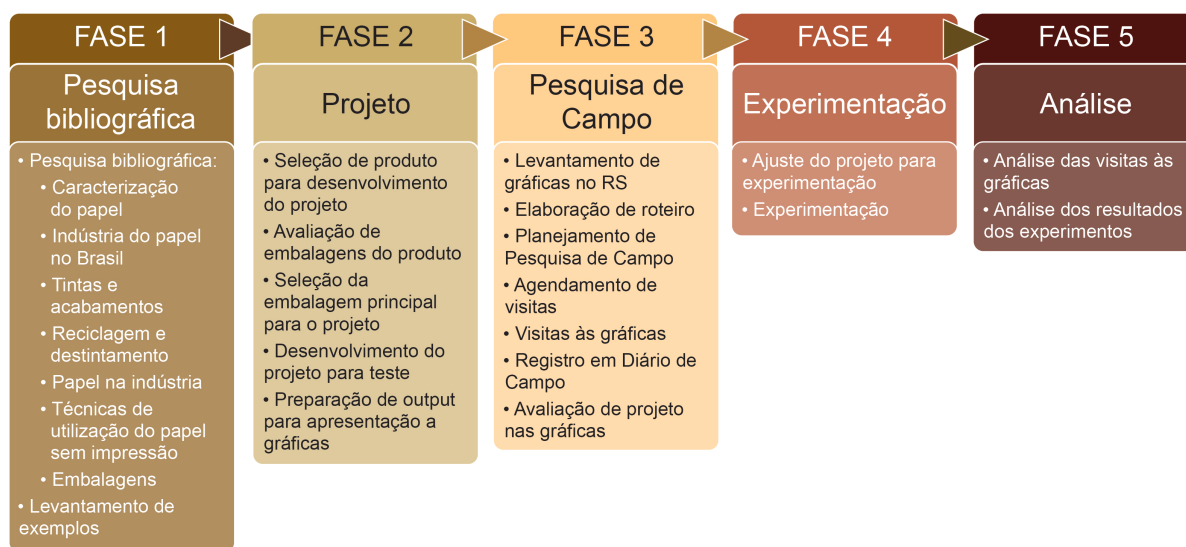 FASE 1
Pesquisa
bibliográfica
• Pesquisa bibliográfica:
• Caracterização
do papel
• Indústria do papel
no Brasil
• Tintas e
acabamentos
• Reciclagem e
destintamento
• Papel na indústria
• Técnicas de
utilização do papel
sem impressão
• Embalagens
• Levantamento de
exemplos
FASE 2
Projeto
• Seleção de produto
para desenvolvimento
do projeto
• Avaliação de
embalagens do produto
• Seleção da
embalagem principal
para o projeto
• Desenvolvimento do
projeto para teste
• Preparação de output
para apresentação a
gráficas
FASE 3
Pesquisa de
Campo
• Levantamento de
gráficas no RS
• Elaboração de roteiro
• Planejamento de
Pesquisa de Campo
• Agendamento de
visitas
• Visitas às gráficas
• Registro em Diário de
Campo
• Avaliação de projeto
nas gráficas
FASE 4
Experimentação
• Ajuste do projeto para
experimentação
• Experimentação
FASE 5
Análise
• Análise das visitas às
gráficas
• Análise dos resultados
dos experimentos